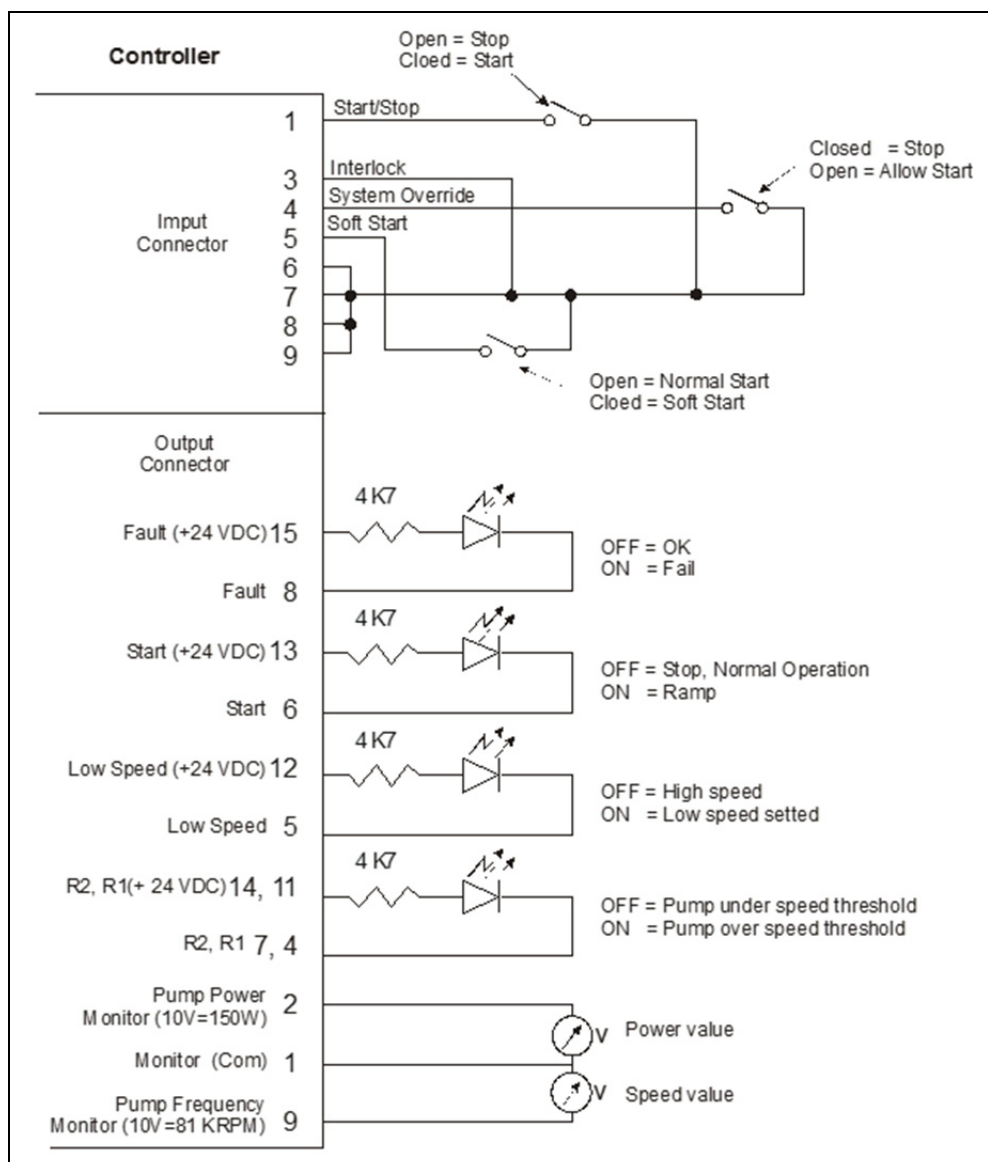 Controller
Open = Stop
Cloed = Start
1
Start/Stop
Closed = Stop
Open = Allow Start
3
Interlock
4
System Override
5
Soft Start
Imput
Connector
6
7
8
9
Open = Normal Start
Cloed = Soft Start
Output
Connector
4 K7
Fault (+24 VDC) 15
OFF = OK
ON = Fail
Fault 8
4 K7
Start (+24 VDC) 13
OFF = Stop, Normal Operation
ON = Ramp
Start 6
4 K7
Low Speed (+24 VDC) 12
OFF = High speed
ON = Low speed setted
Low Speed 5
4 K7
R2, R1(+ 24 VDC) 14, 11
OFF = Pump under speed threshold
ON = Pump over speed threshold
R2, R1 7, 4
Pump Power
Monitor (10V=150W) 2
V Power value
Monitor (Com) 1
V Speed value
Pump Frequency
Monitor (10V=81 KRPM) 9